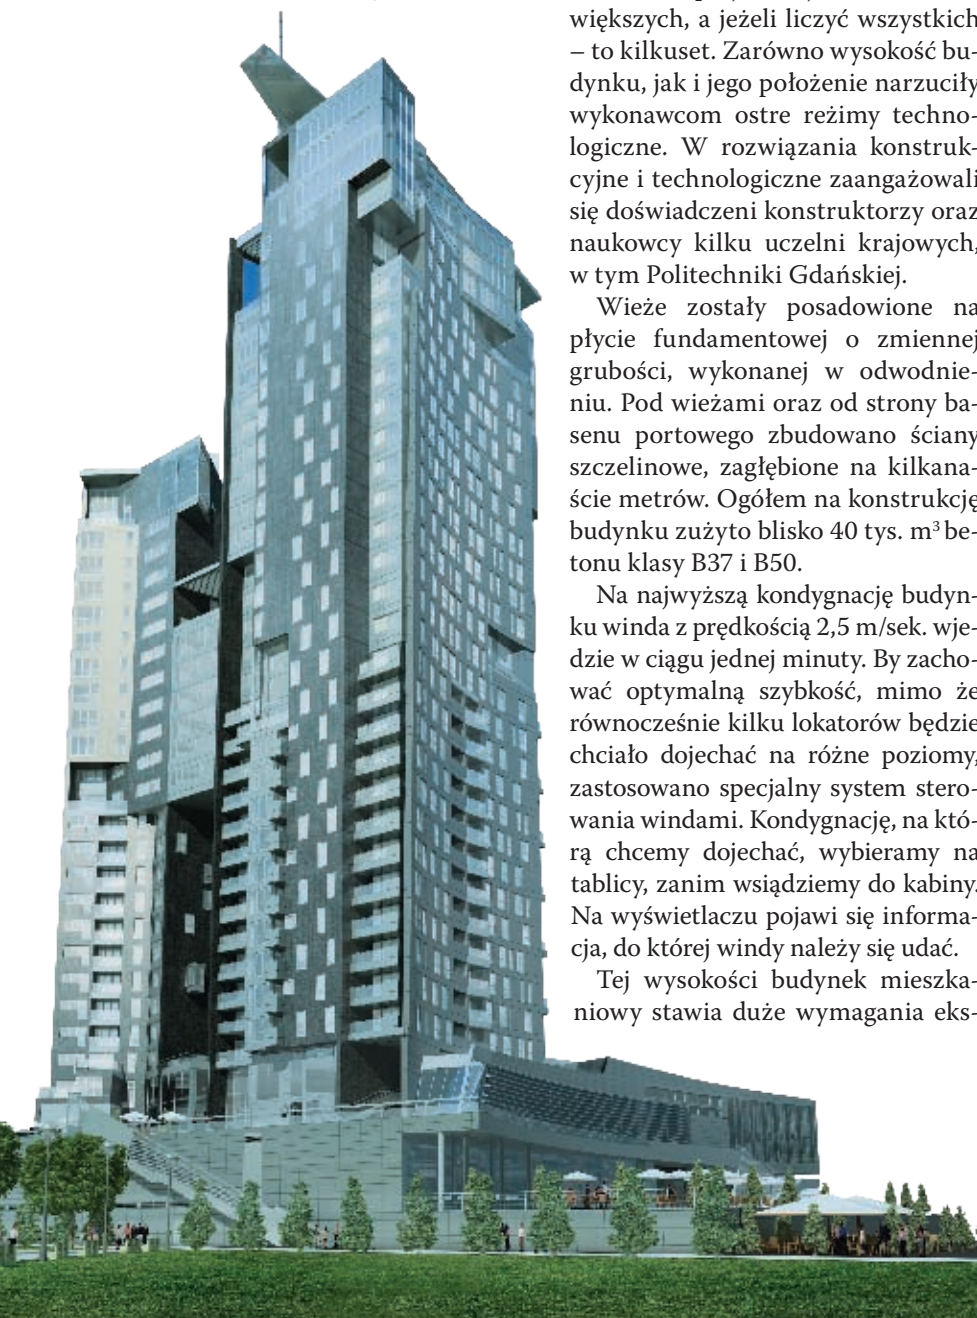 większych, a jeżeli liczyć wszystkich
– to kilkuset. Zarówno wysokość bu-
dynku, jak i jego położenie narzuciły
wykonawcom ostre reżimy techno-
logiczne. W rozwiązania konstruk-
cyjne i technologiczne zaangażowali
się doświadczeni konstruktorzy oraz
naukowcy kilku uczelni krajowych,
w tym Politechniki Gdańskiej.
Wieże zostały posadowione na
płycie fundamentowej o zmiennej
grubości, wykonanej w odwodnie-
niu. Pod wieżami oraz od strony ba-
senu portowego zbudowano ściany
szczelinowe, zagłębione na kilkana-
ście metrów. Ogółem na konstrukcję
budynku zużyto blisko 40 tys. m³ be-
tonu klasy B37 i B50.
Na najwyższą kondygnację budyn-
ku winda z prędkością 2,5 m/sek. wje-
dzie w ciągu jednej minuty. By zacho-
wać optymalną szybkość, mimo że
równocześnie kilku lokatorów będzie
chciało dojechać na różne poziomy,
zastosowano specjalny system stero-
wania windami. Kondygnację, na któ-
rą chcemy dojechać, wybieramy na
tablicy, zanim wsiądziemy do kabiny.
Na wyświetlaczu pojawi się informa-
cja, do której windy należy się udać.
Tej wysokości budynek mieszka-
niowy stawia duże wymagania eks-